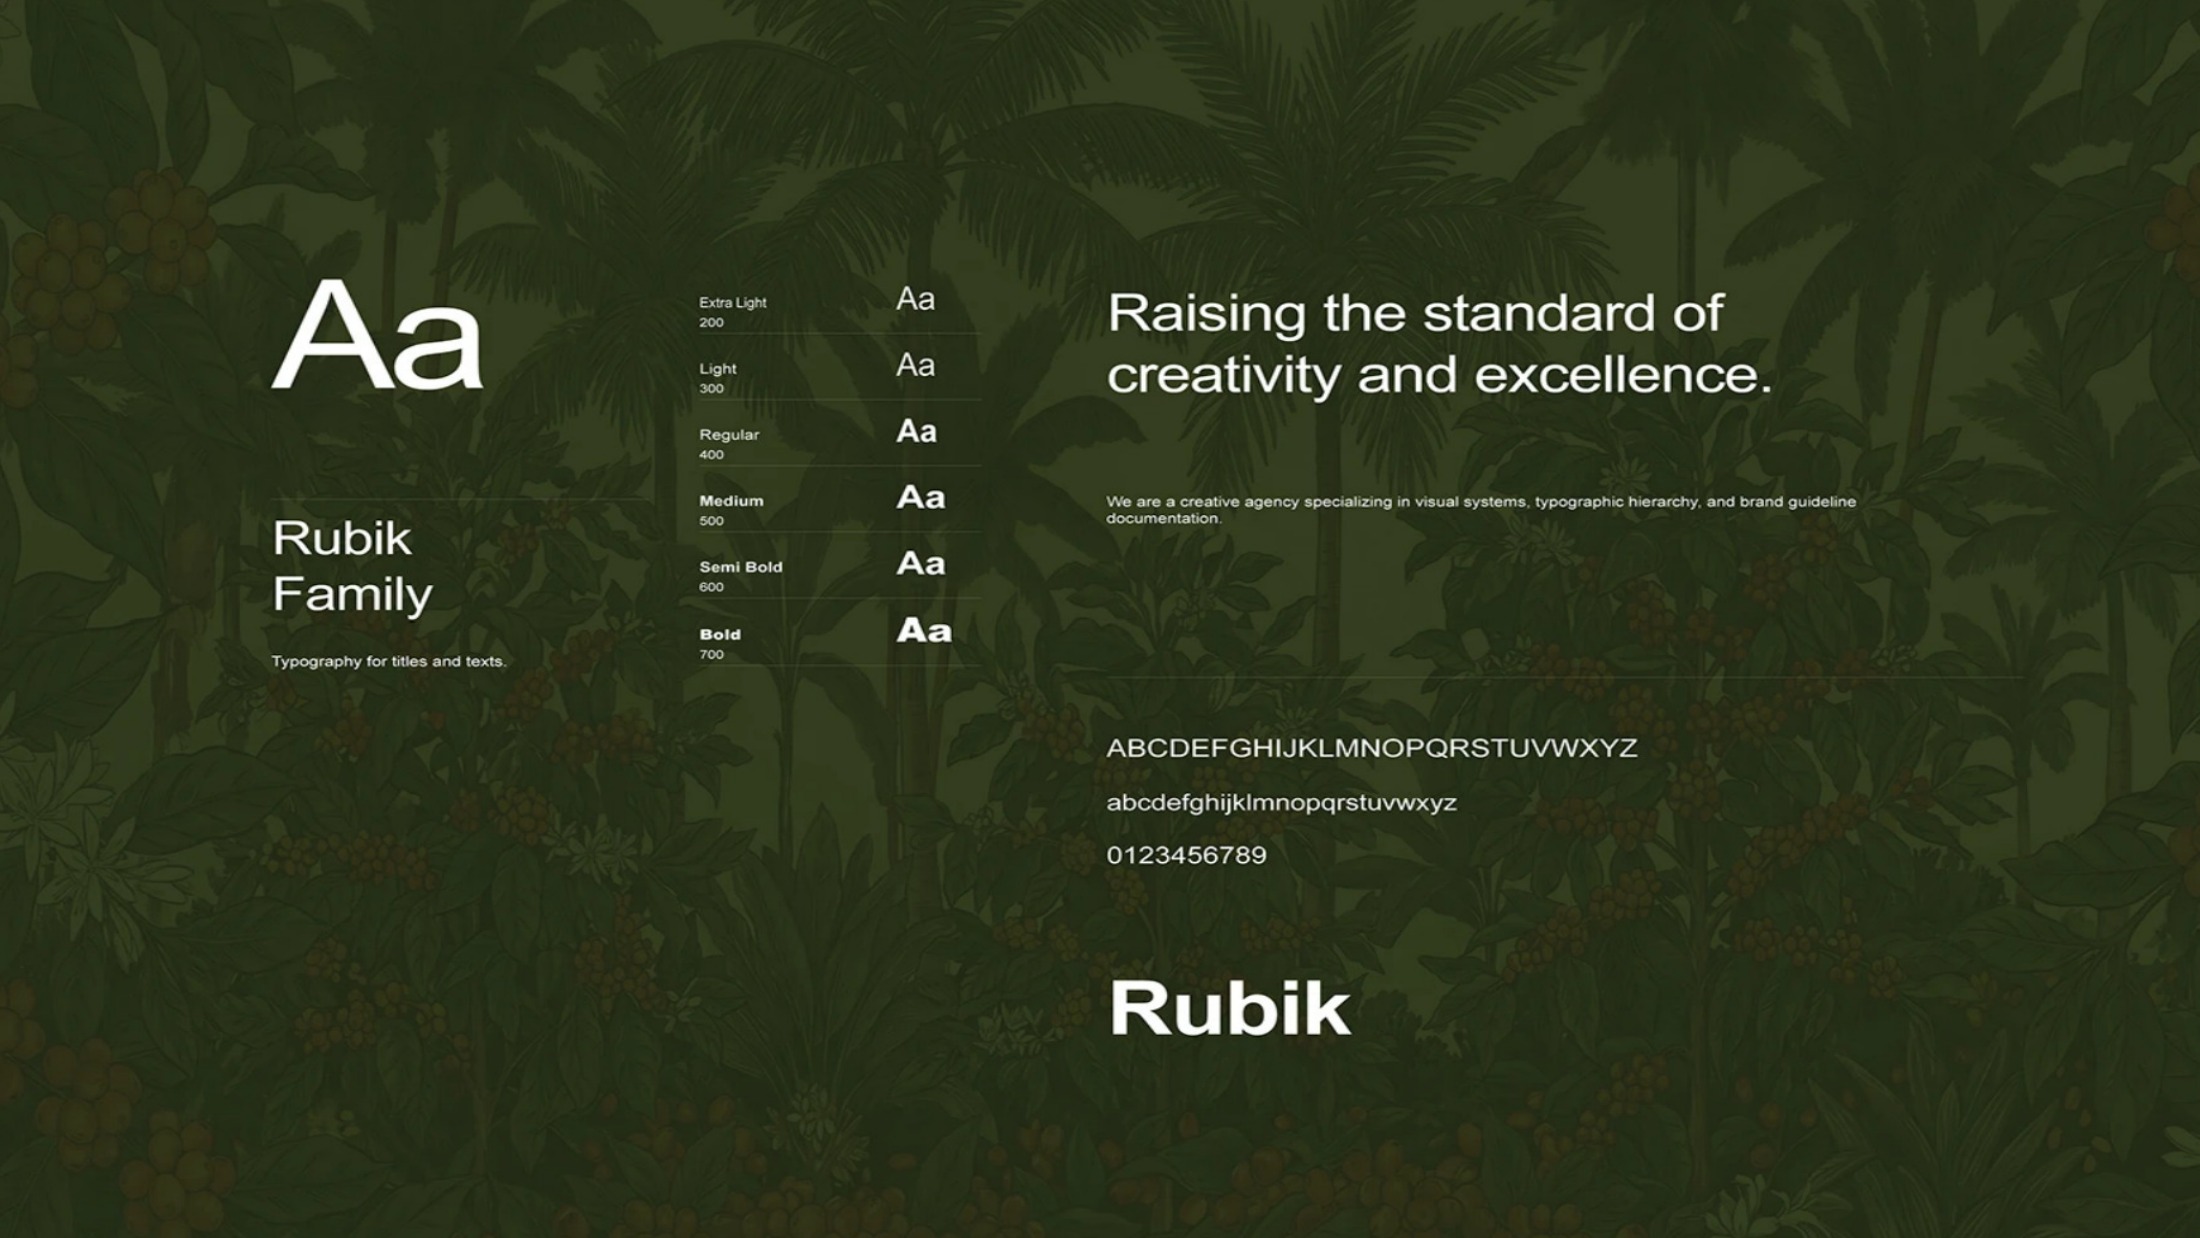 Aa
Rubik
Family
Typography for titles and texts.
Extra Light
200
Aa
Light
300
Aa
Regular
400
Aa
Medium
500
Aa
Semi Bold
600
Aa
Bold
700
Aa
Raising the standard of
creativity and excellence.
We are a creative agency specializing in visual systems, typographic hierarchy, and brand guideline
documentation.
ABCDEFGHIJKLMNOPQRSTUVWXYZ
abcdefghijklmnopqrstuvwxyz
0123456789
Rubik